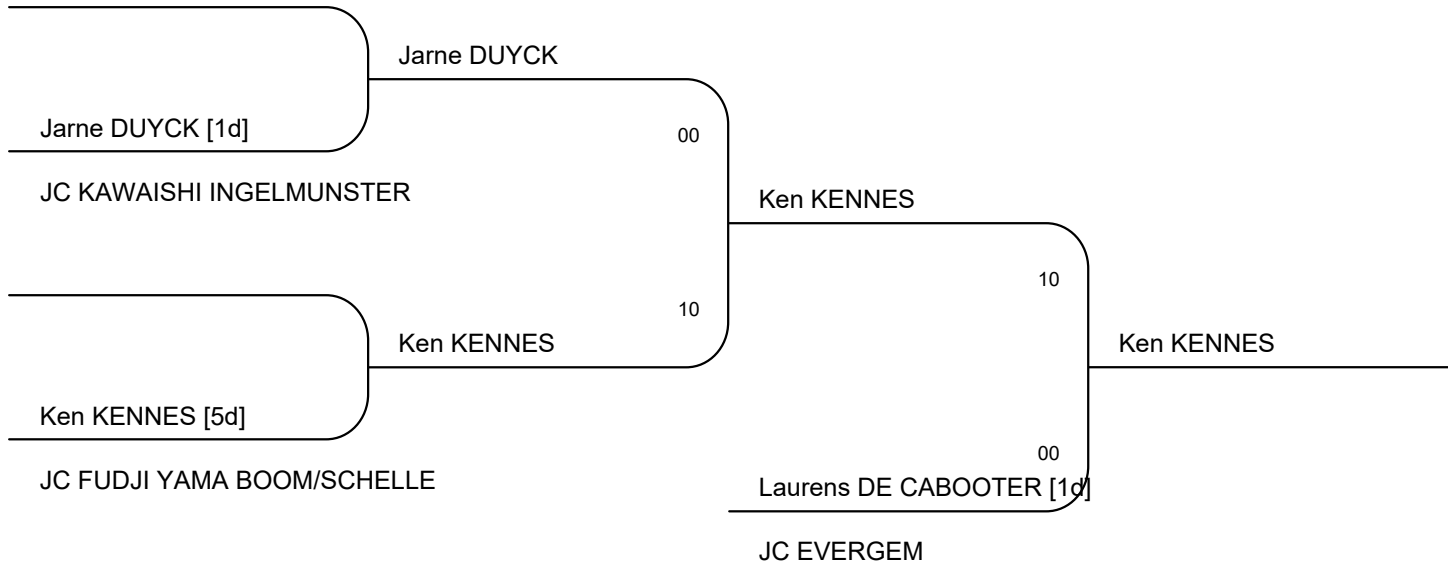 Jarne DUYCK
Jarne DUYCK [1d]
00
JC KAWAISHI INGELMUNSTER
Ken KENNES
10
10
Ken KENNES
Ken KENNES
Ken KENNES [5d]
00
JC FUDJI YAMA BOOM/SCHELLE
Laurens DE CABOOTER [1d]
JC EVERGEM